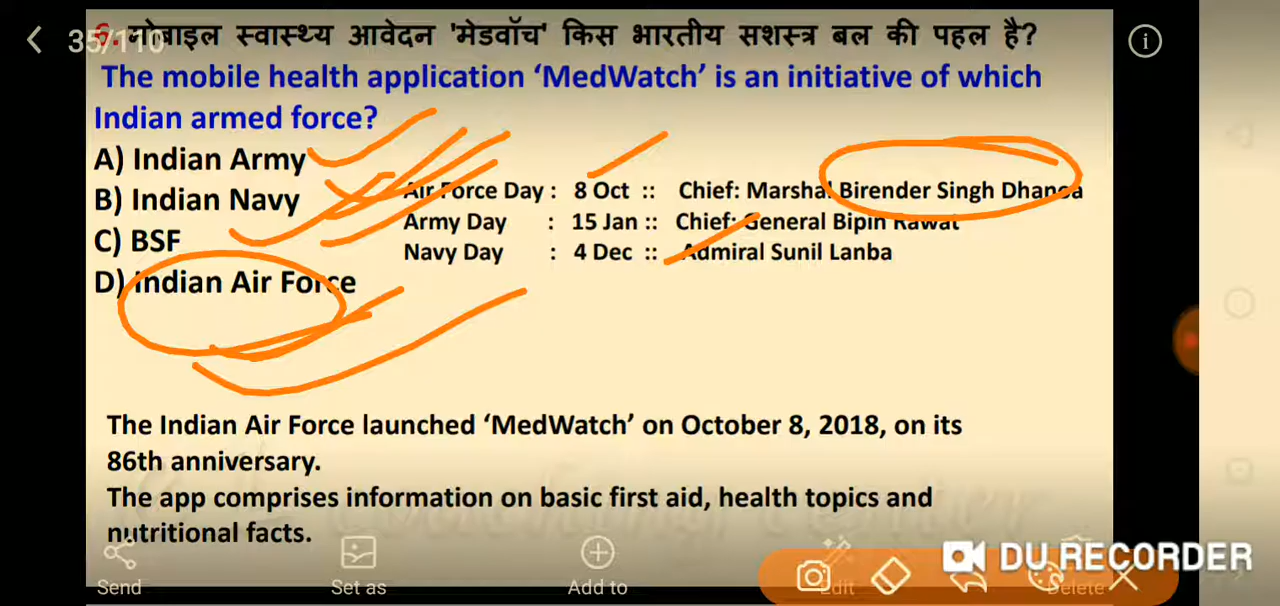 35/110
6. मोबाइल स्वास्थ्य आवेदन 'मेडवॉच' किस भारतीय सशस्त्र बल की पहल है?
The mobile health application ‘MedWatch’ is an initiative of which
Indian armed force?
A) Indian Army
B) Indian Navy
C) BSF
D) Indian Air Force
Air Force Day : 8 Oct :: Chief: Marshal Birender Singh Dhanoa
Army Day : 15 Jan :: Chief: General Bipin Rawat
Navy Day : 4 Dec :: Admiral Sunil Lanba
The Indian Air Force launched ‘MedWatch’ on October 8, 2018, on its
86th anniversary.
The app comprises information on basic first aid, health topics and
nutritional facts.
DU RECORDER
Send Set as Add to Edit Delete